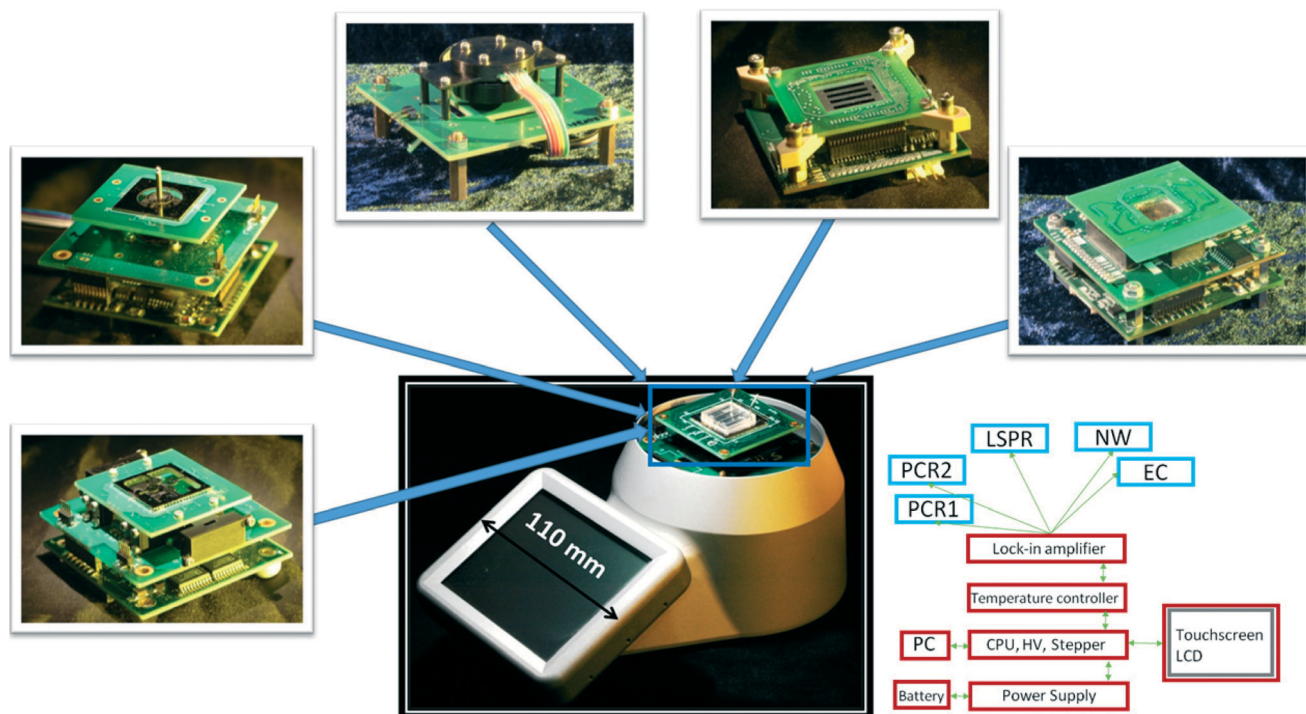 110 mm
LSPR
NW
PCR2
EC
PCR1
Lock-in amplifier
Temperature controller
PC
CPU, HV, Stepper
Touchscreen
LCD
Battery
Power Supply